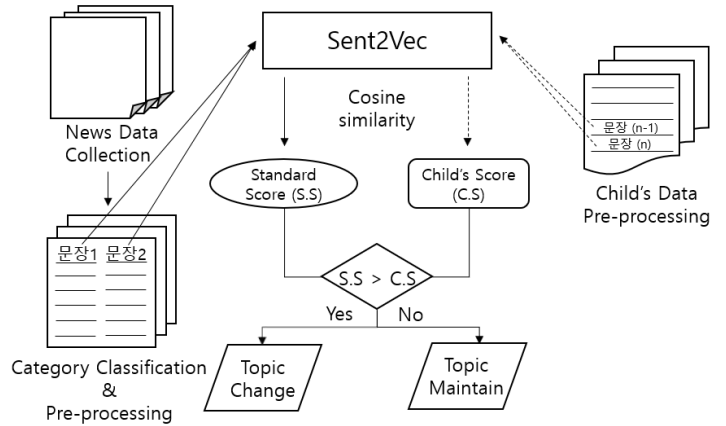 Sent2Vec
News Data
Collection
Cosine
similarity
문장 (n-1)
문장 (n)
Child's Data
Pre-processing
Standard
Score (S.S)
Child's Score
(C.S)
문장1 문장2
S.S > C.S
Yes No
Category Classification
&
Pre-processing
Topic
Change
Topic
Maintain